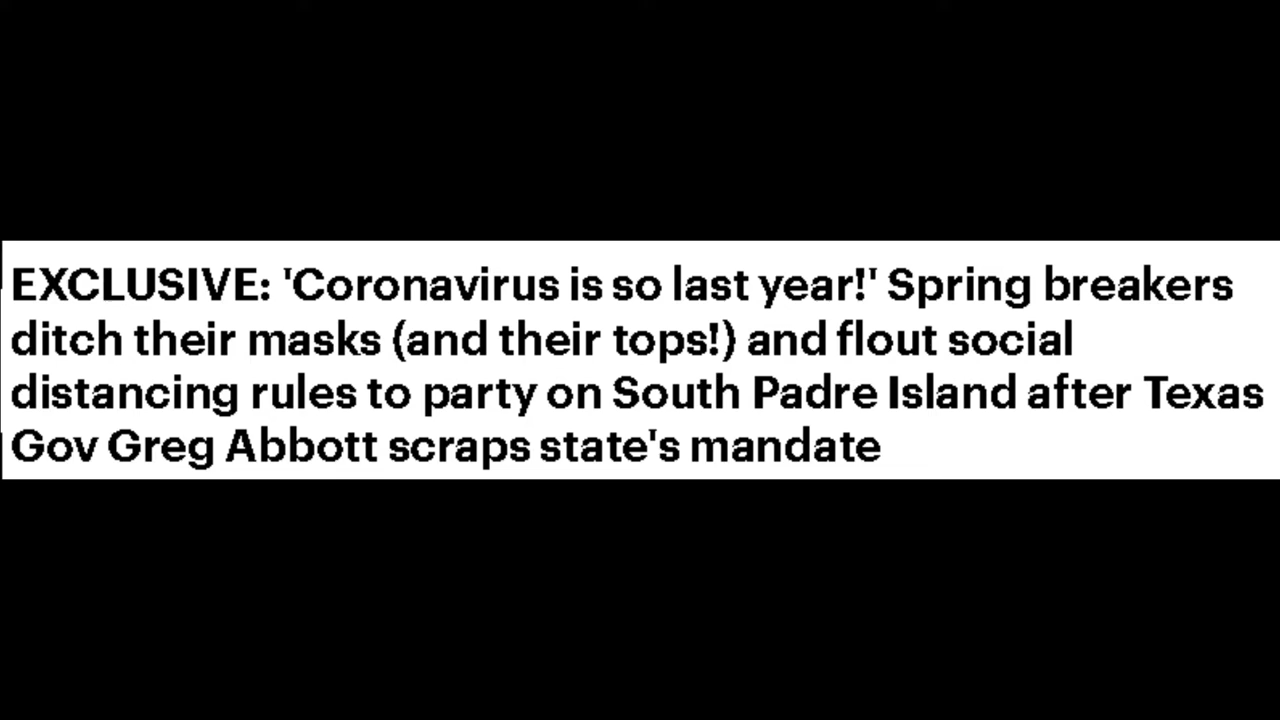 EXCLUSIVE: 'Coronavirus is so last year!' Spring breakers
ditch their masks (and their tops!) and flout social
distancing rules to party on South Padre Island after Texas
Gov Greg Abbott scraps state's mandate